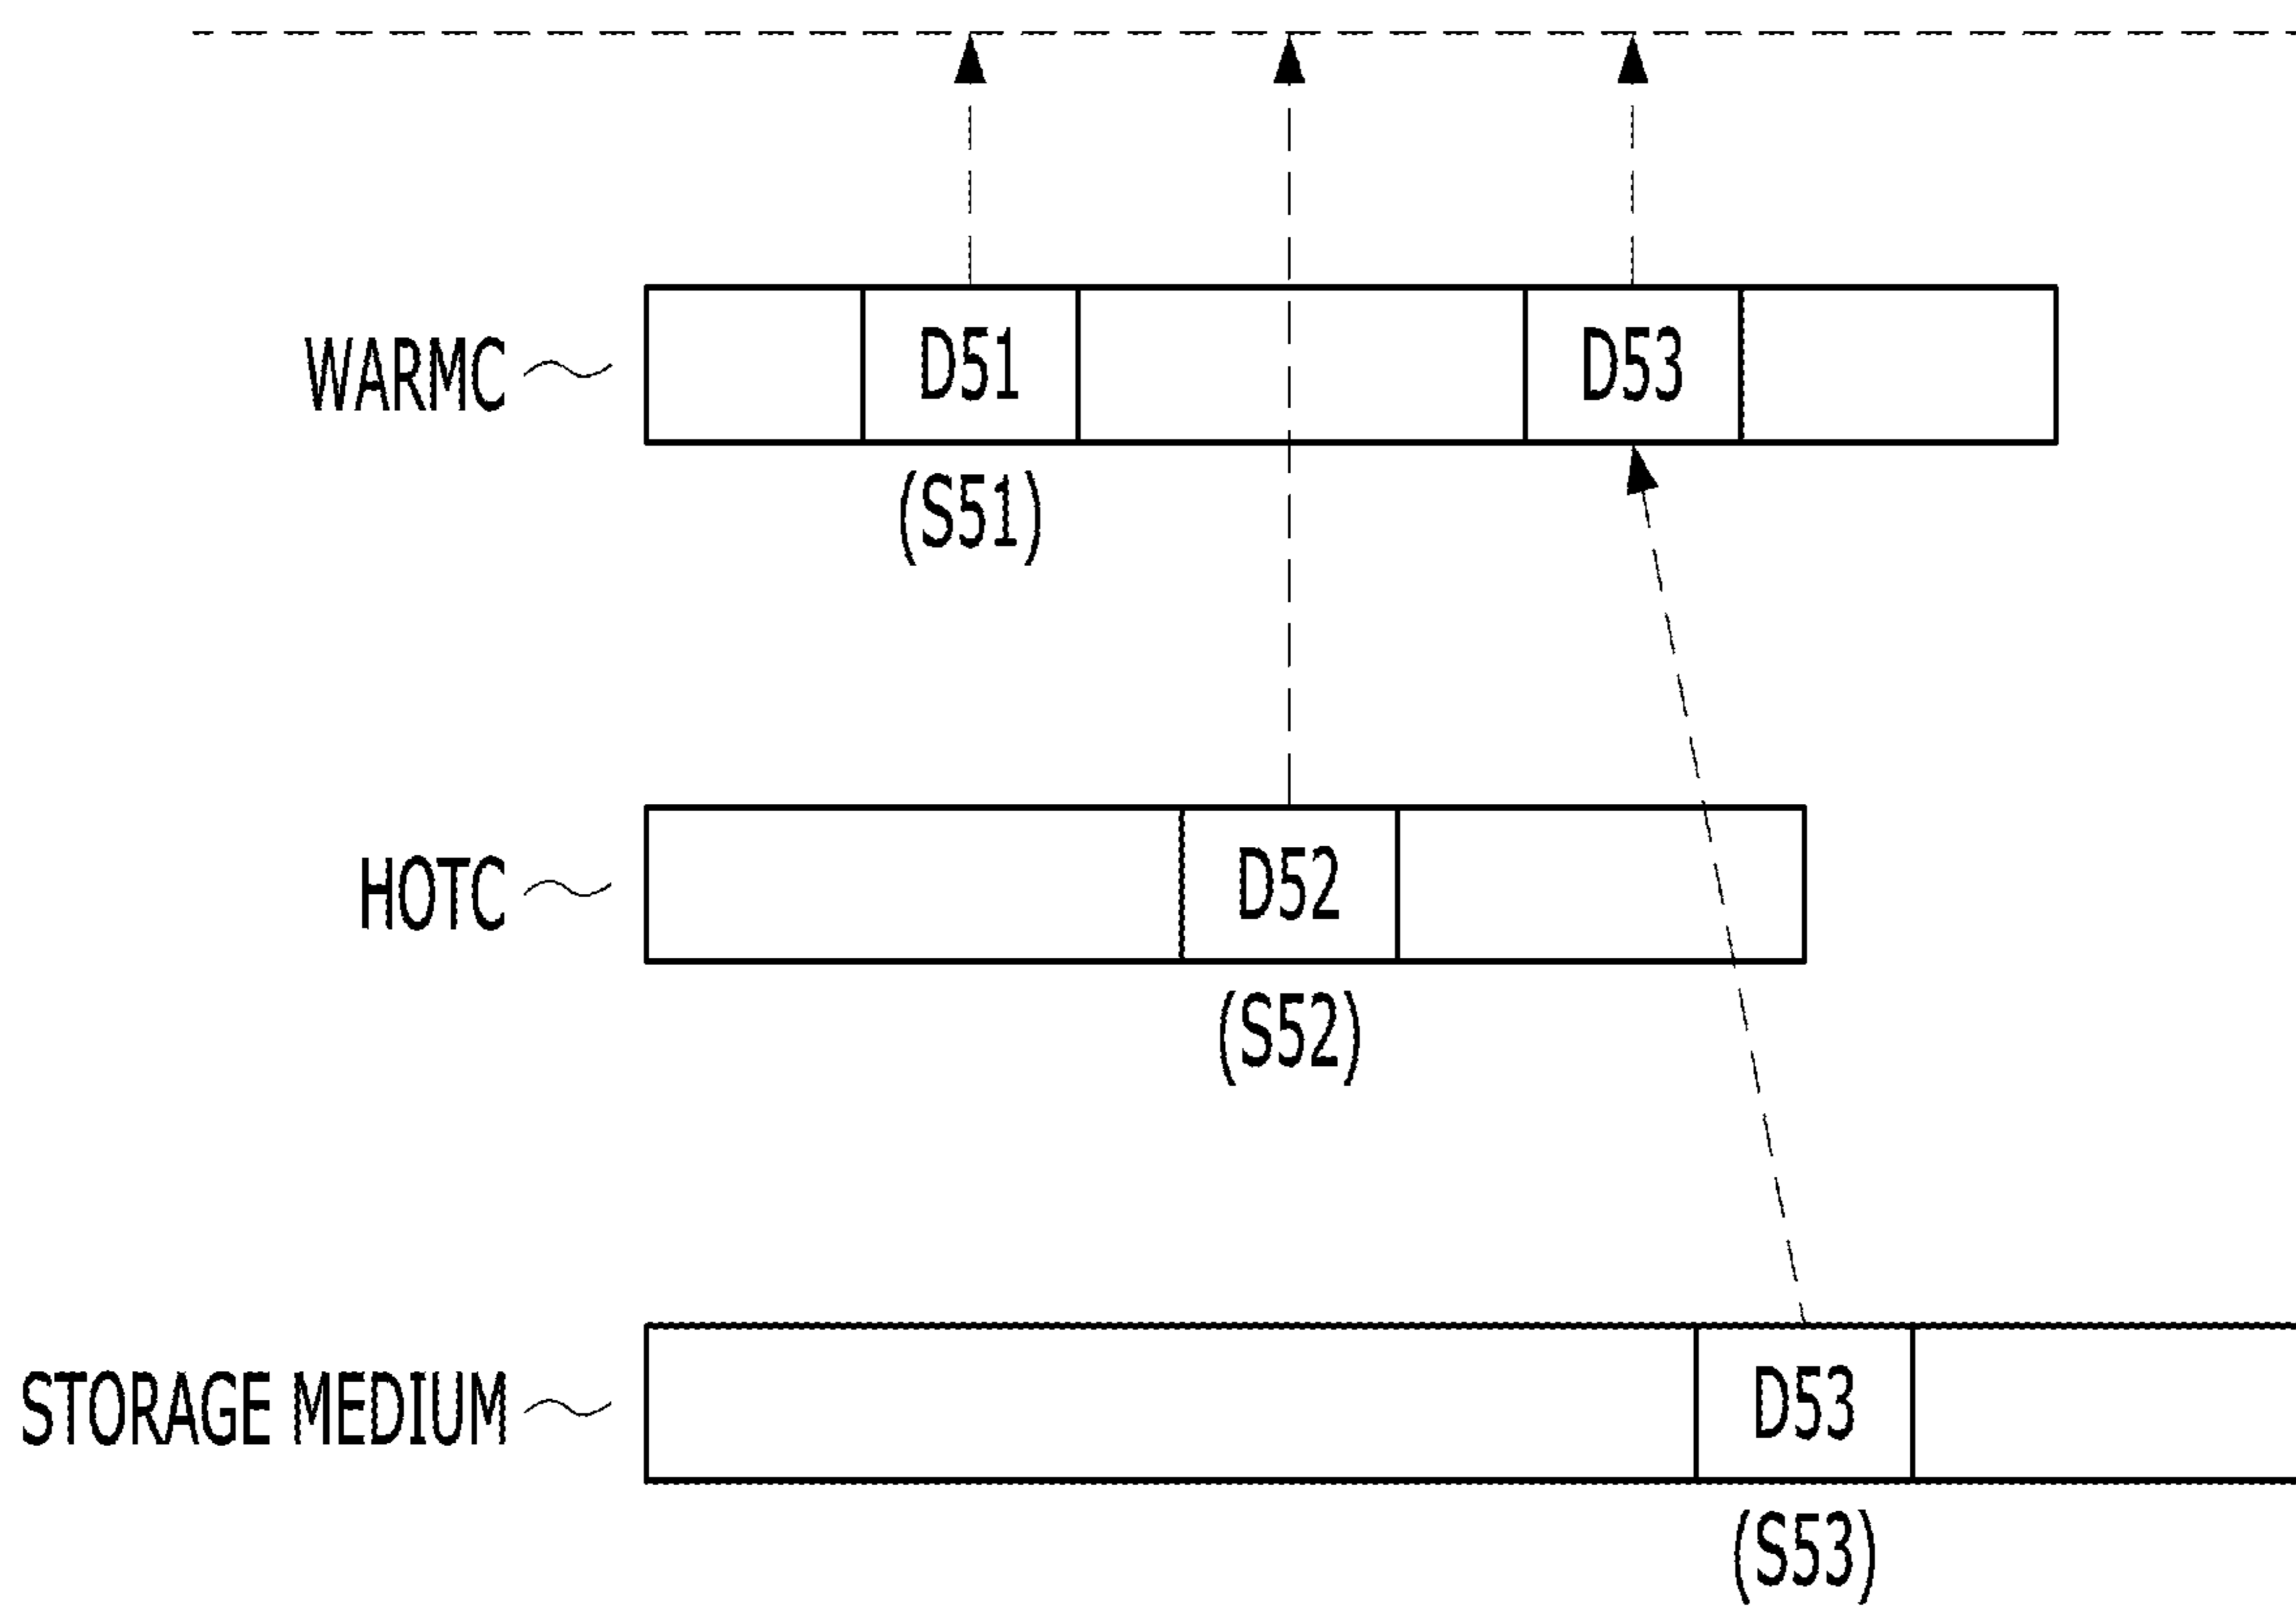 WARMC D51 D53
(S51)
HOTC D52
(S52)
STORAGE MEDIUM D53
(S53)